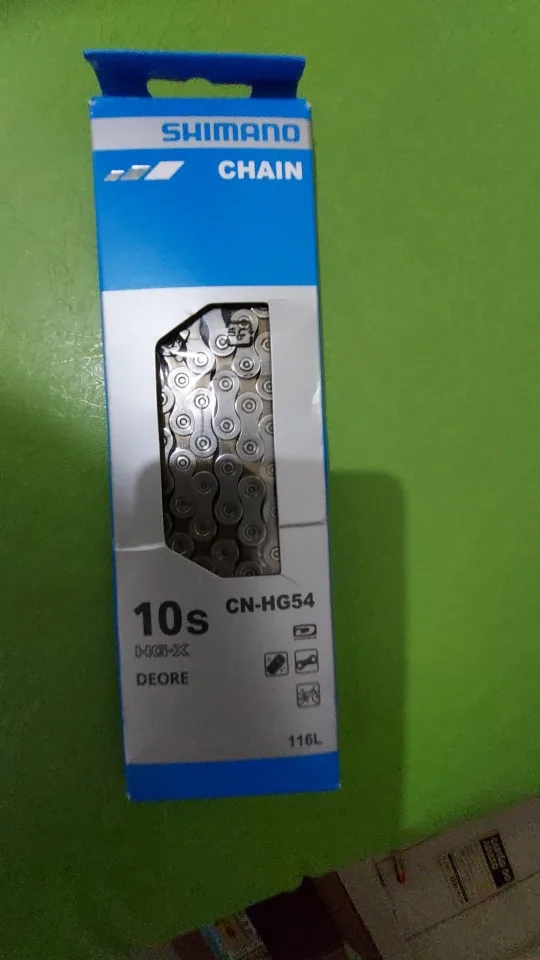 SHIMANO
CHAIN
CN-HG54
10s
HG-X
DEORE
116L